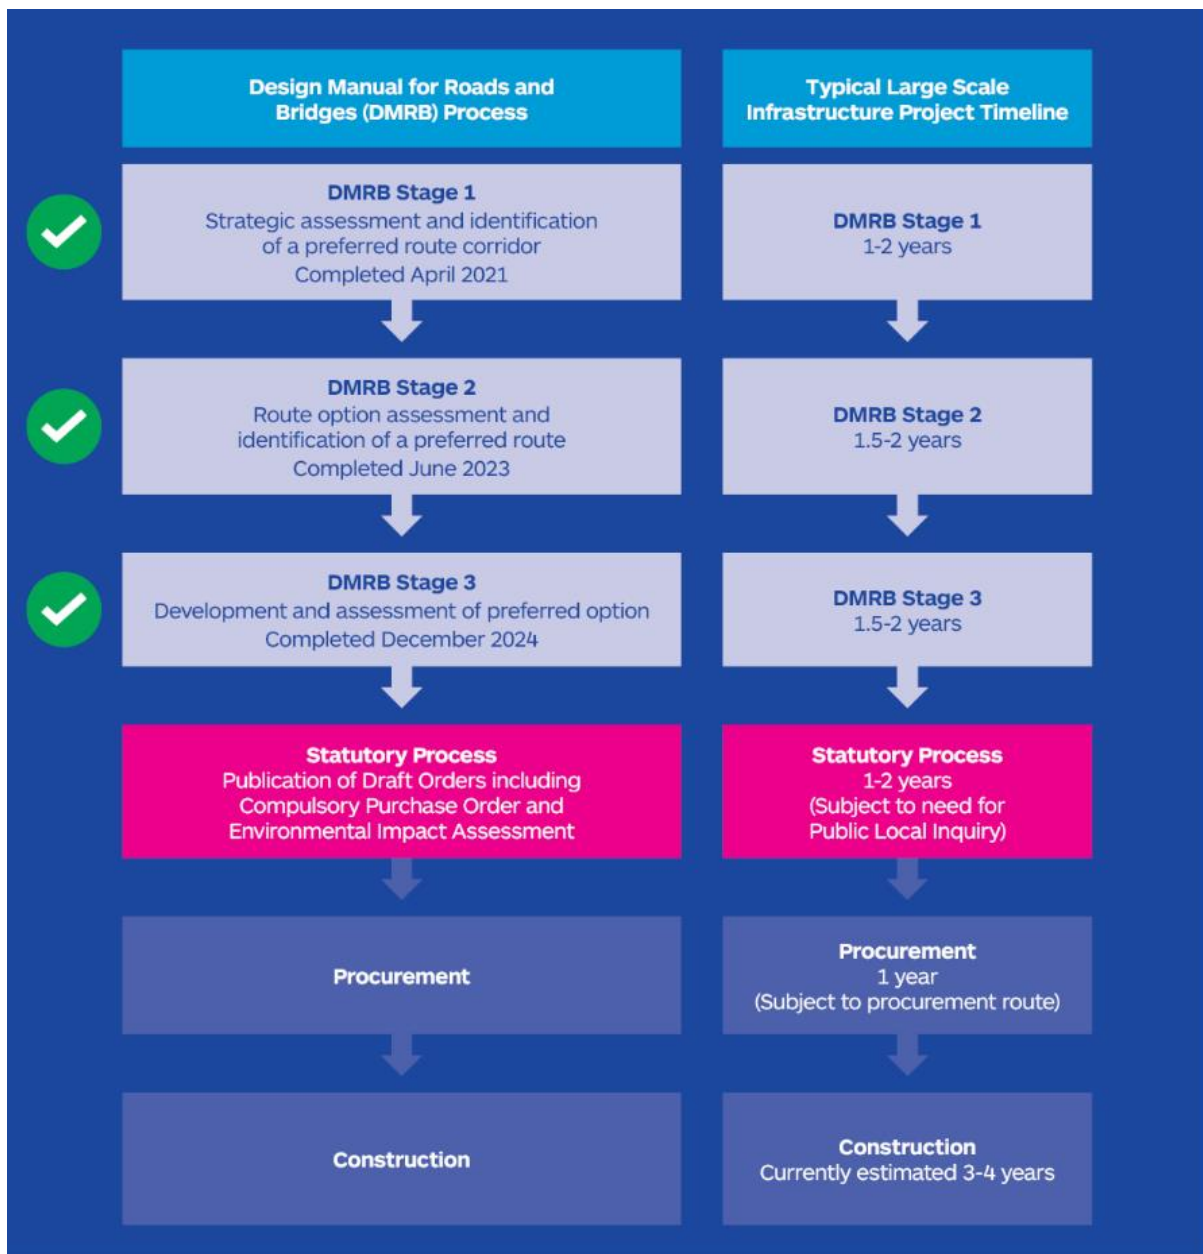 Design Manual for Roads and
Bridges (DMRB) Process
Typical Large Scale
Infrastructure Project Timeline
DMRB Stage 1
Strategic assessment and identification
of a preferred route corridor
Completed April 2021
DMRB Stage 1
1-2 years
DMRB Stage 2
Route option assessment and
identification of a preferred route
Completed June 2023
DMRB Stage 2
1.5-2 years
DMRB Stage 3
Development and assessment of preferred option
Completed December 2024
DMRB Stage 3
1.5-2 years
Statutory Process
Publication of Draft Orders including
Compulsory Purchase Order and
Environmental Impact Assessment
Statutory Process
1-2 years
(Subject to need for
Public Local Inquiry)
Procurement
Procurement
1 year
(Subject to procurement route)
Construction
Construction
Currently estimated 3-4 years